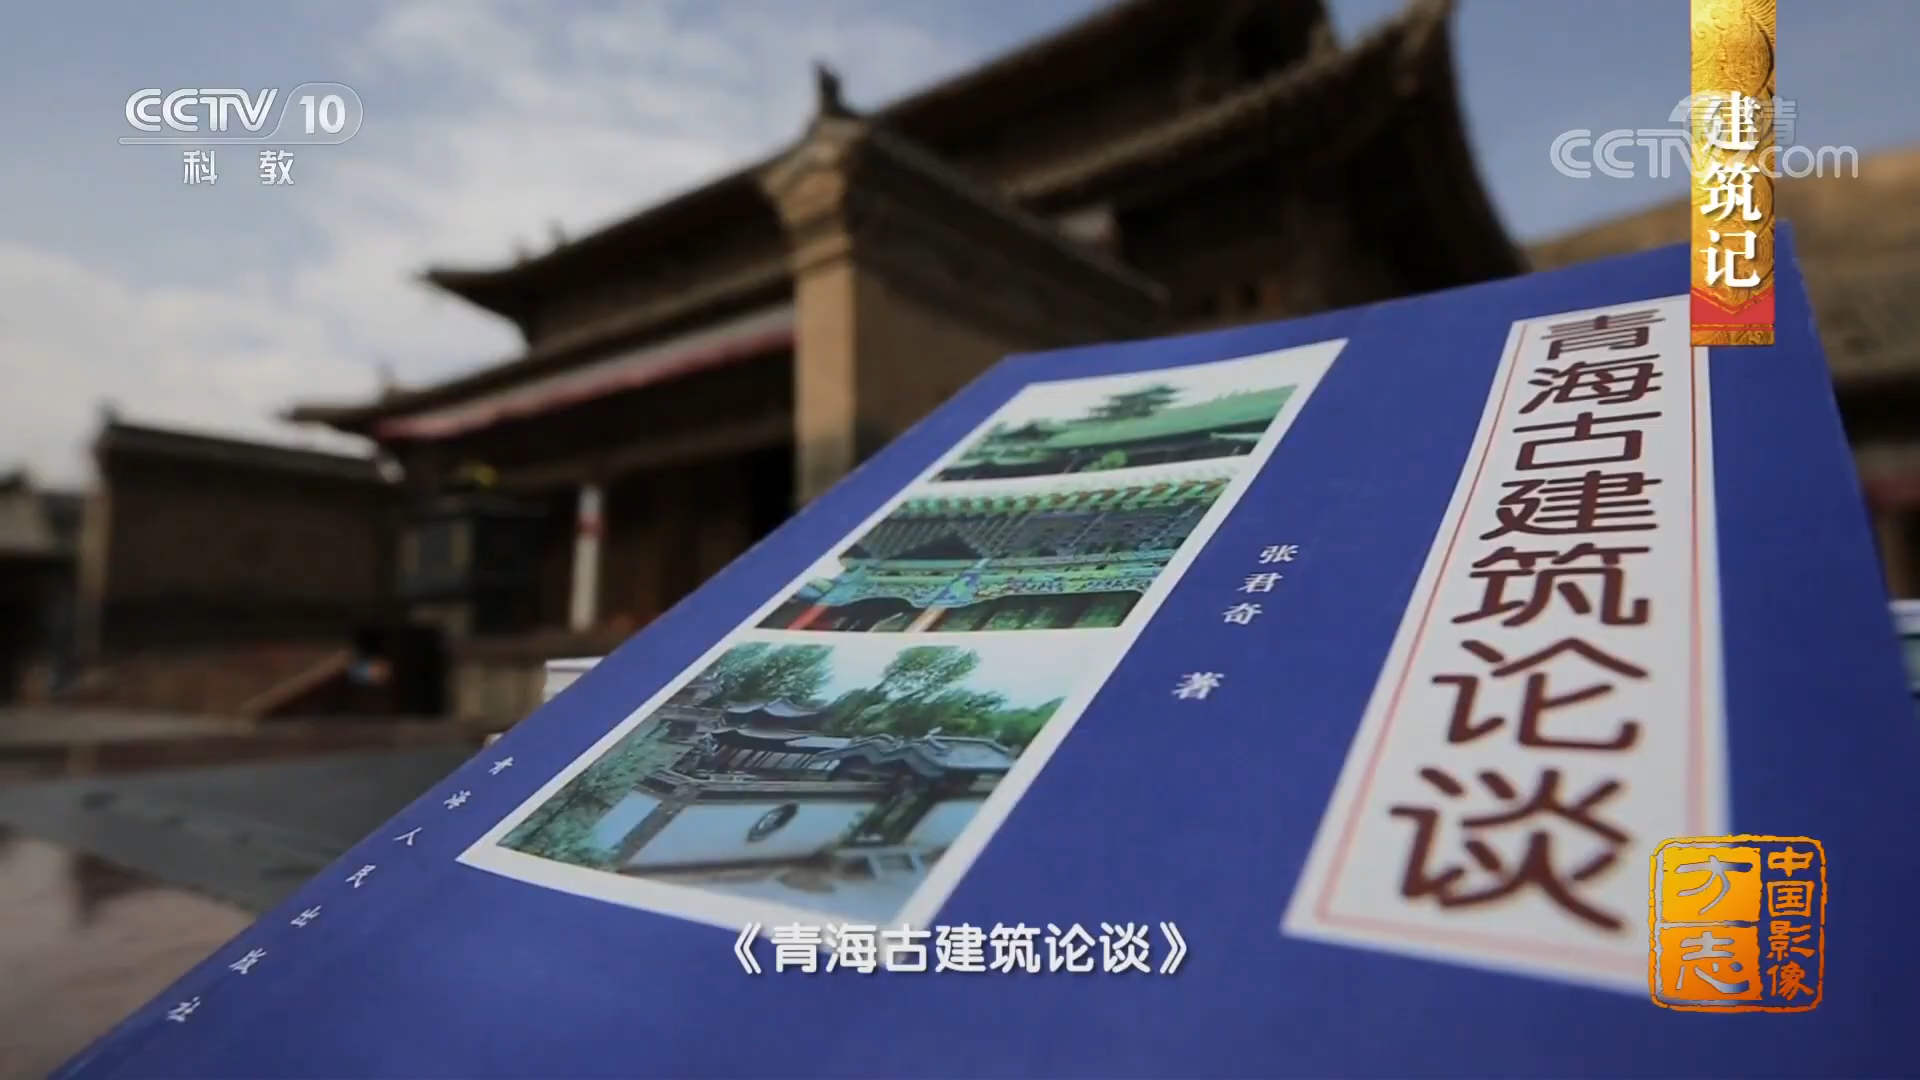 CCTV 10
科教
CCTV.com
高清
建筑记
青海古建筑论谈
张君奇 著
青海人民出版社
《青海古建筑论谈》
中国影像
方志